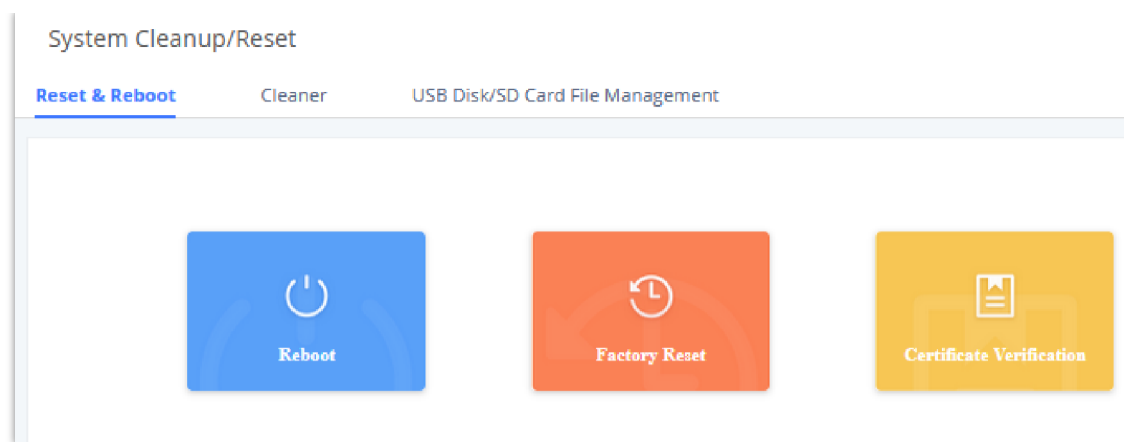 System Cleanup/Reset
Reset & Reboot Cleaner USB Disk/SD Card File Management
Reboot Factory Reset Certificate Verification